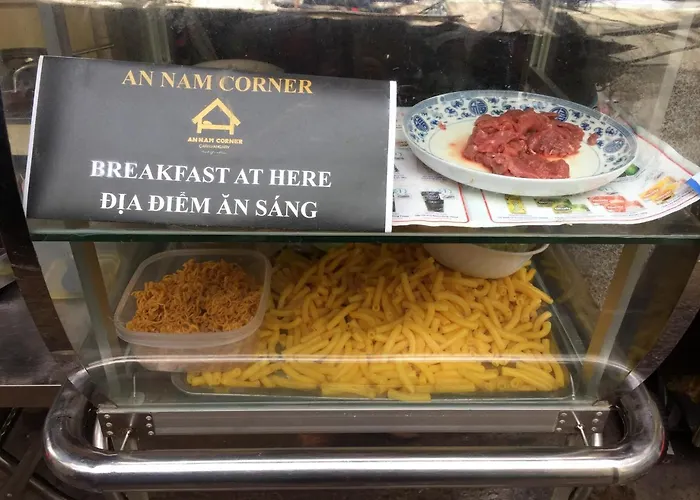 AN NAM CORNER
AN NAM CORNER
BREAKFAST AT HERE
ĐỊA ĐIỂM ĂN SÁNG